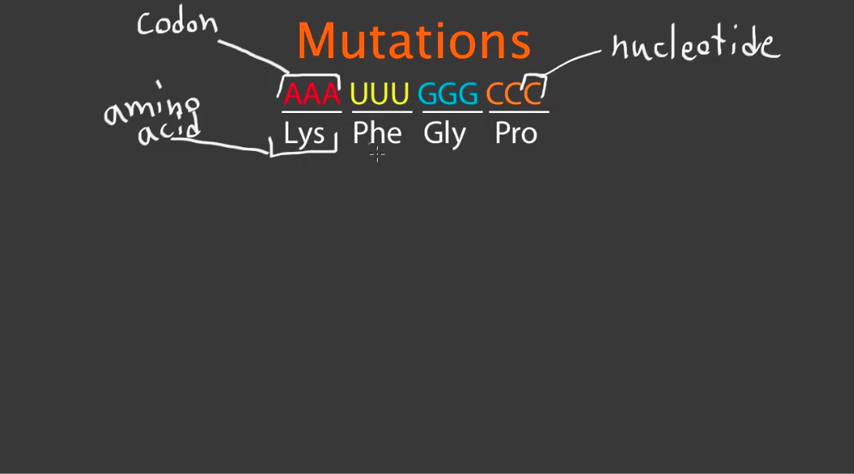 codon
Mutations
nucleotide
AAA UUU GGG CCC
amino
acid
Lys Phe Gly Pro